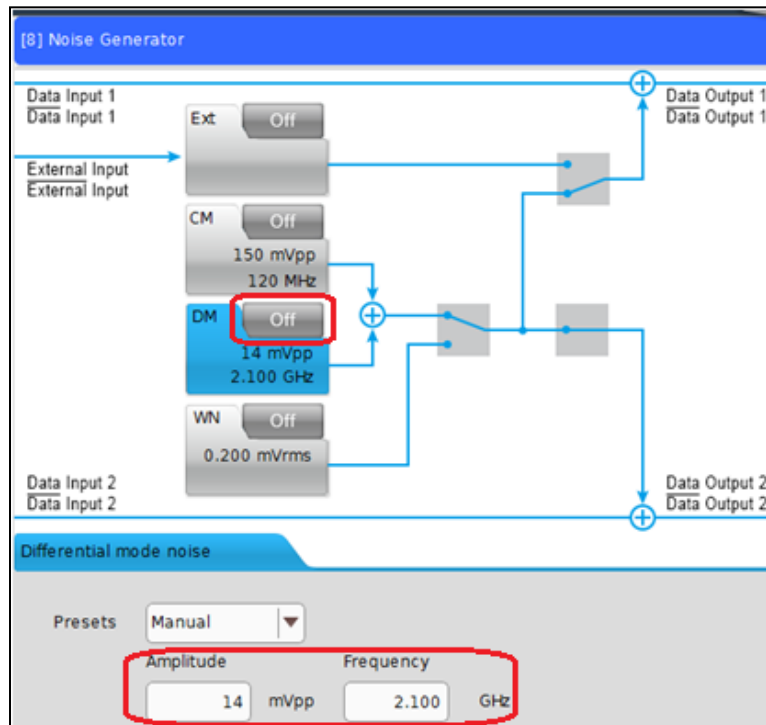 [8] Noise Generator
Data Input 1
Data Input 1
Ext
Off
Data Output 1
Data Output 1
External Input
External Input
CM
Off
150 mVpp
120 MHz
DM
Off
14 mVpp
2.100 GHz
WN
Off
0.200 mVrms
Data Input 2
Data Input 2
Data Output 2
Data Output 2
Differential mode noise
Presets
Manual
Amplitude
Frequency
14
mVpp
2.100
GHz